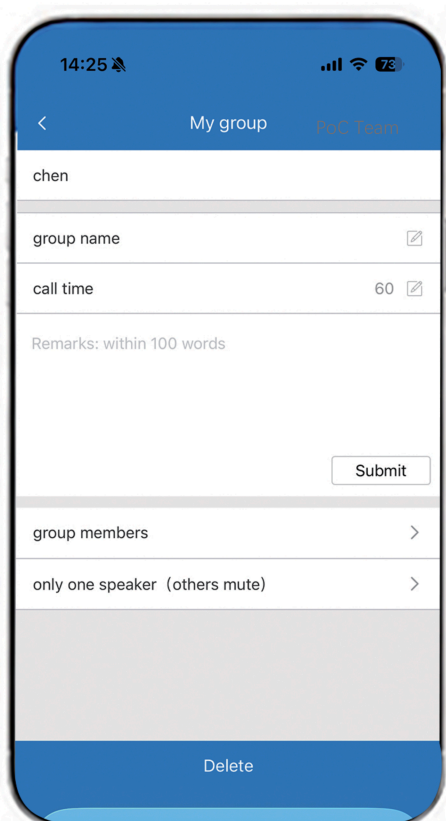 14:25 73
My group PoC Team
chen
group name
call time 60
Remarks: within 100 words
Submit
group members
only one speaker（others mute）
Delete